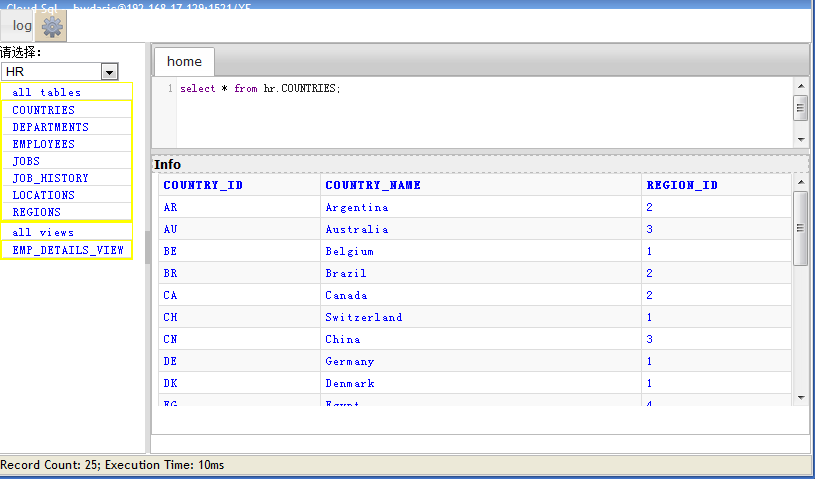 Cloud Sql - hwdasic@192.168.17.129:1521/XE
log
请选择:
HR
all tables
COUNTRIES
DEPARTMENTS
EMPLOYEES
JOBS
JOB_HISTORY
LOCATIONS
REGIONS
all views
EMP_DETAILS_VIEW
home
1 select * from hr.COUNTRIES;
Info
COUNTRY_ID COUNTRY_NAME REGION_ID
AR Argentina 2
AU Australia 3
BE Belgium 1
BR Brazil 2
CA Canada 2
CH Switzerland 1
CN China 3
DE Germany 1
DK Denmark 1
EG Egypt 4
Record Count: 25; Execution Time: 10ms